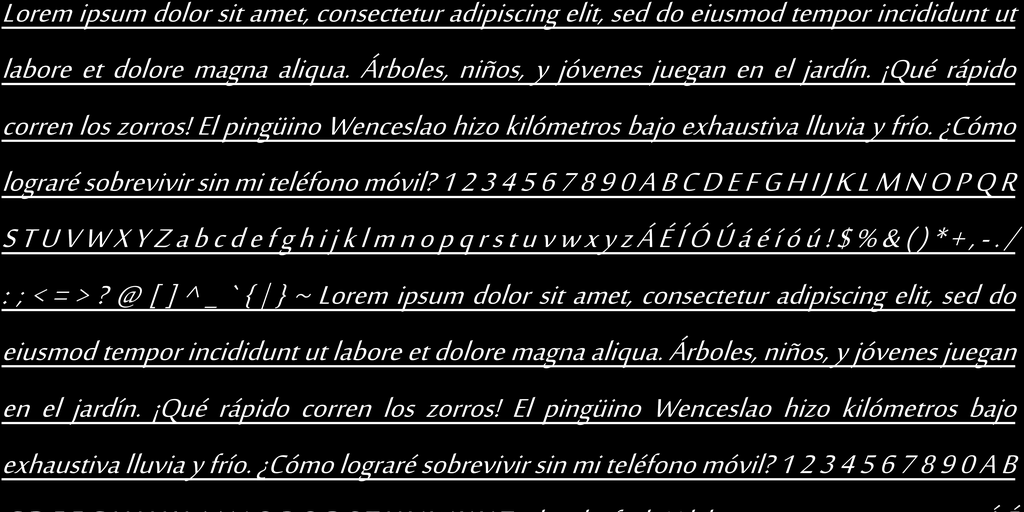 Lorem ipsum dolor sit amet, consectetur adipiscing elit, sed do eiusmod tempor incididunt ut
labore et dolore magna aliqua. Árboles, niños, y jóvenes juegan en el jardín. ¡Qué rápido
corren los zorros! El pingüino Wenceslao hizo kilómetros bajo exhaustiva lluvia y frío. ¿Cómo
lograré sobrevivir sin mi teléfono móvil? 1 2 3 4 5 6 7 8 9 0 A B C D E F G H I J K L M N O P Q R
S T U V W X Y Z a b c d e f g h i j k l m n o p q r s t u v w x y z Á É Í Ó Ú á é í ó ú ! $ % & ( ) * + , - . /
: ; < = > ? @ [ ] ^ _ ` { | } ~ Lorem ipsum dolor sit amet, consectetur adipiscing elit, sed do
eiusmod tempor incididunt ut labore et dolore magna aliqua. Árboles, niños, y jóvenes juegan
en el jardín. ¡Qué rápido corren los zorros! El pingüino Wenceslao hizo kilómetros bajo
exhaustiva lluvia y frío. ¿Cómo lograré sobrevivir sin mi teléfono móvil? 1 2 3 4 5 6 7 8 9 0 A B